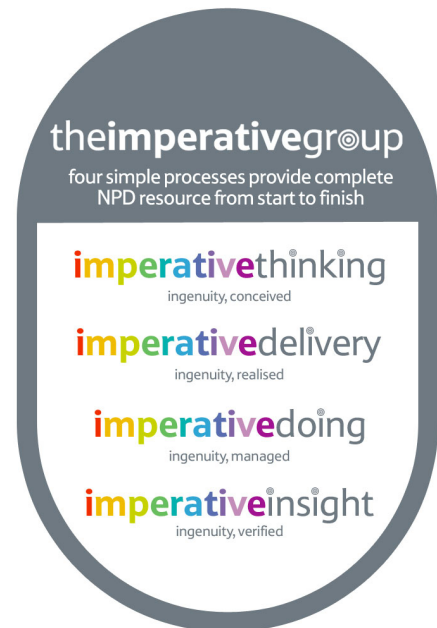 theimperativegroup
four simple processes provide complete
NPD resource from start to finish
imperativethinking
ingenuity, conceived
imperativedelivery
ingenuity, realised
imperativedoing
ingenuity, managed
imperativeinsight
ingenuity, verified